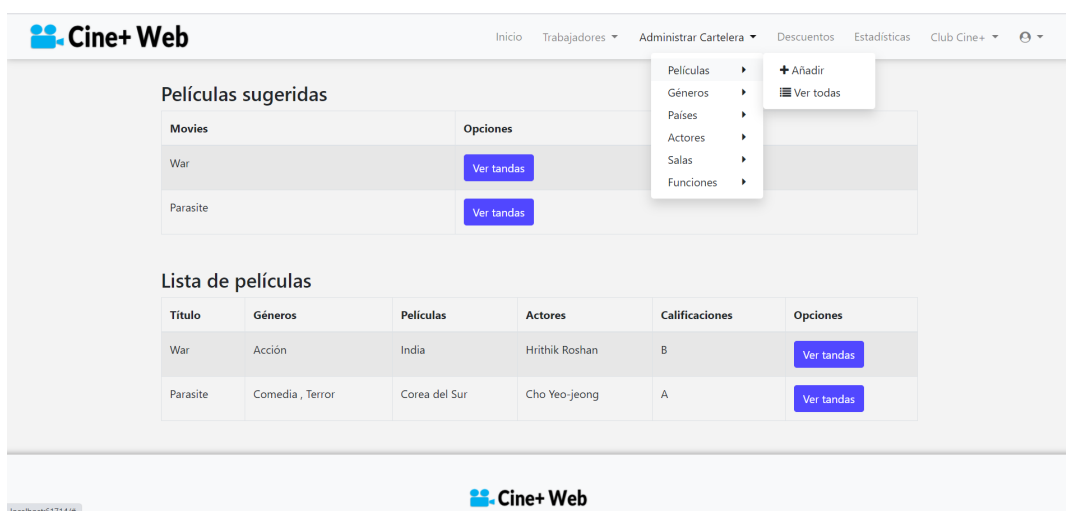 Cine+ Web
Inicio Trabajadores Administrar Cartelera Descuentos Estadísticas Club Cine+
Películas
Géneros
Países
Actores
Salas
Funciones
Añadir
Ver todas
Películas sugeridas
Movies Opciones
War Ver tandas
Parasite Ver tandas
Lista de películas
Título Géneros Películas Actores Calificaciones Opciones
War Acción India Hrithik Roshan B Ver tandas
Parasite Comedia , Terror Corea del Sur Cho Yeo-jeong A Ver tandas
Cine+ Web